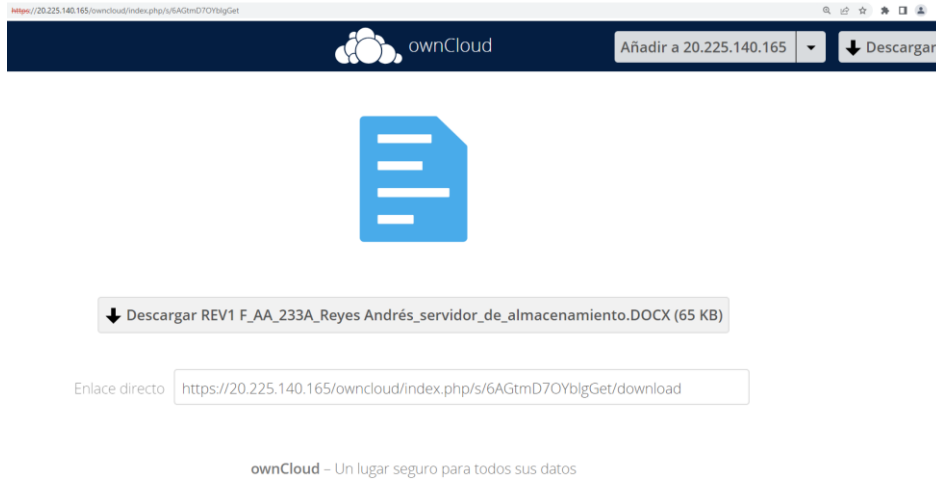 https://20.225.140.165/owncloud/index.php/s/6AGtmD7OYblgGet
ownCloud
Añadir a 20.225.140.165
Descargar
Descargar REV1 F_AA_233A_Reyes Andrés_servidor_de_almacenamiento.DOCX (65 KB)
Enlace directo https://20.225.140.165/owncloud/index.php/s/6AGtmD7OYblgGet/download
ownCloud – Un lugar seguro para todos sus datos